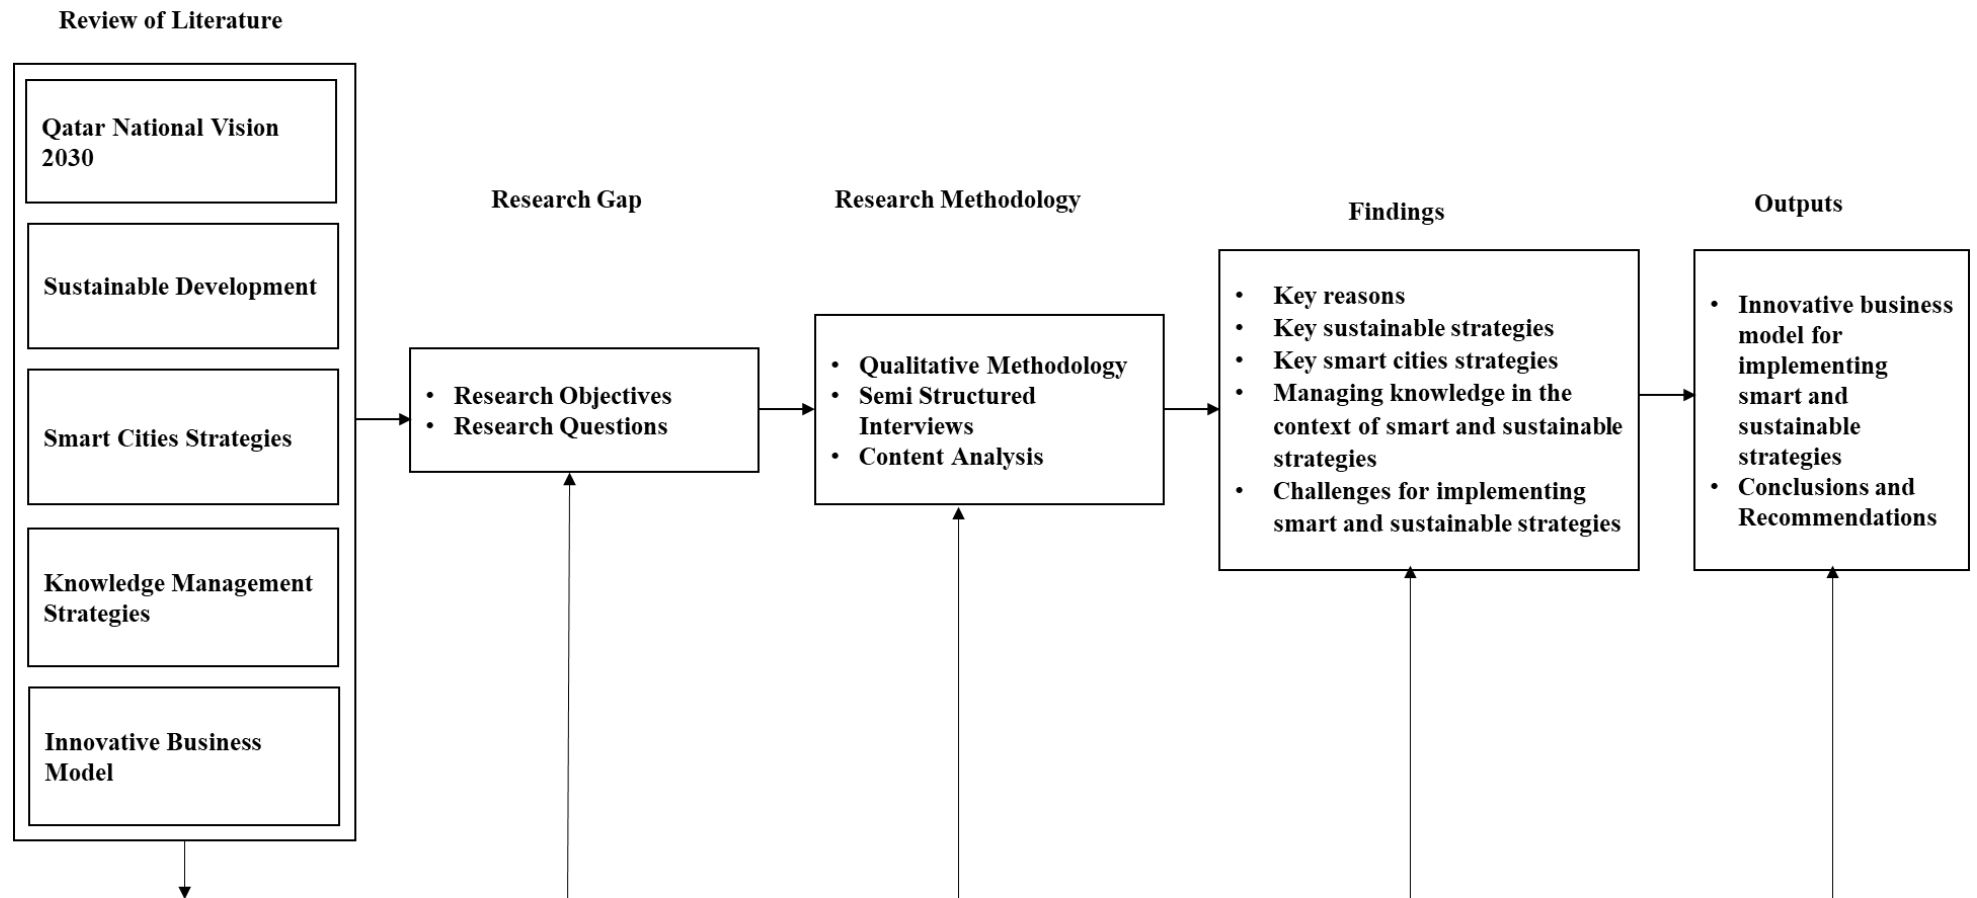 Review of Literature
Qatar National Vision
2030
Sustainable Development
Smart Cities Strategies
Knowledge Management
Strategies
Innovative Business
Model
Research Gap
• Research Objectives
• Research Questions
Research Methodology
• Qualitative Methodology
• Semi Structured
Interviews
• Content Analysis
Findings
• Key reasons
• Key sustainable strategies
• Key smart cities strategies
• Managing knowledge in the
context of smart and sustainable
strategies
• Challenges for implementing
smart and sustainable strategies
Outputs
• Innovative business
model for
implementing
smart and
sustainable
strategies
• Conclusions and
Recommendations